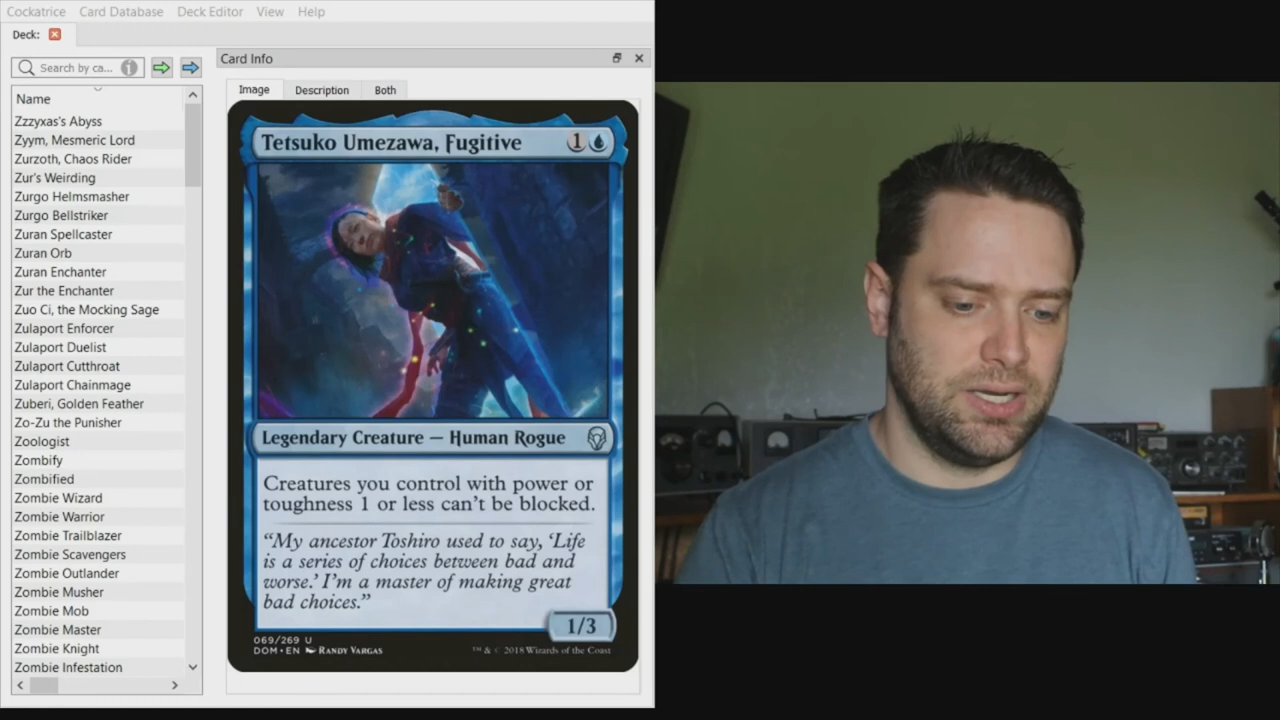 Cockatrice Card Database Deck Editor View Help
Deck:
Card Info
Search by ca...
Image Description Both
Name
Zzzyxas's Abyss
Zyym, Mesmeric Lord
Zurzoth, Chaos Rider
Zur's Weirding
Zurgo Helmsmasher
Zurgo Bellstriker
Zuran Spellcaster
Zuran Orb
Zuran Enchanter
Zur the Enchanter
Zuo Ci, the Mocking Sage
Zulaport Enforcer
Zulaport Duelist
Zulaport Cutthroat
Zulaport Chainmage
Zuberi, Golden Feather
Zo-Zu the Punisher
Zoologist
Zombify
Zombified
Zombie Wizard
Zombie Warrior
Zombie Trailblazer
Zombie Scavengers
Zombie Outlander
Zombie Musher
Zombie Mob
Zombie Master
Zombie Knight
Zombie Infestation
Tetsuko Umezawa, Fugitive 1
Legendary Creature — Human Rogue
Creatures you control with power or
toughness 1 or less can't be blocked.
“My ancestor Toshiro used to say, ‘Life
is a series of choices between bad and
worse.’ I'm a master of making great
bad choices.”
1/3
069/269 U
DOM • EN Randy Vargas
™ & © 2018 Wizards of the Coast